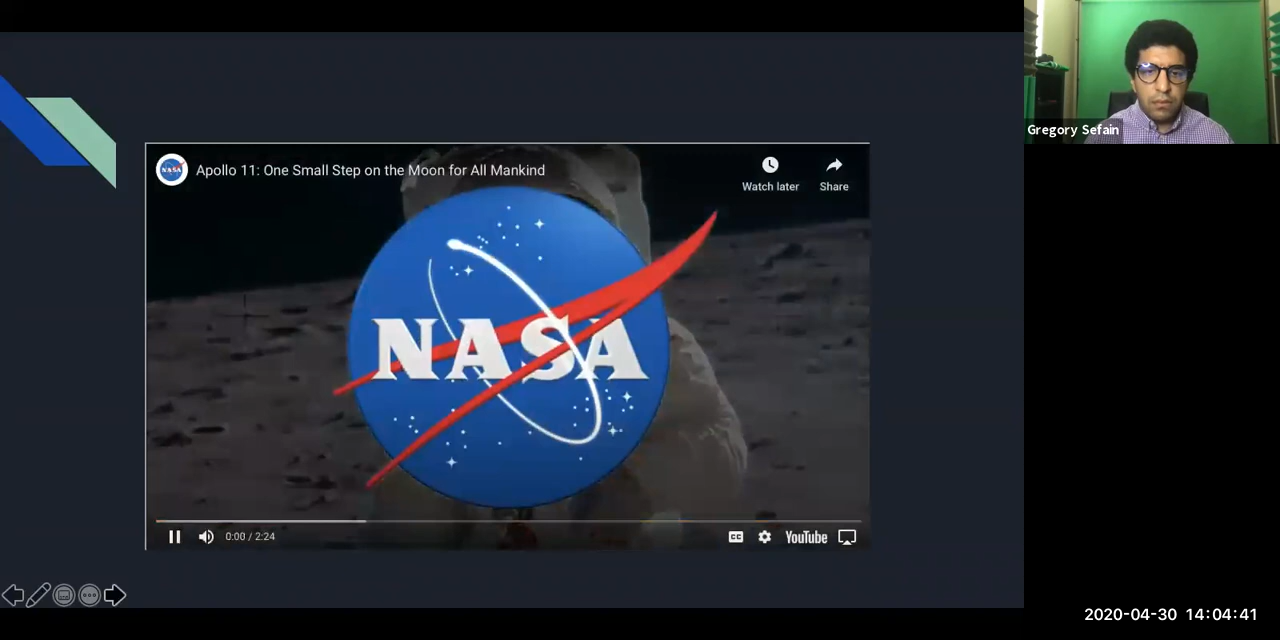 Apollo 11: One Small Step on the Moon for All Mankind
Watch later
Share
NASA
NASA
0:00 / 2:24
CC
YouTube
Gregory Sefain
2020-04-30 14:04:41